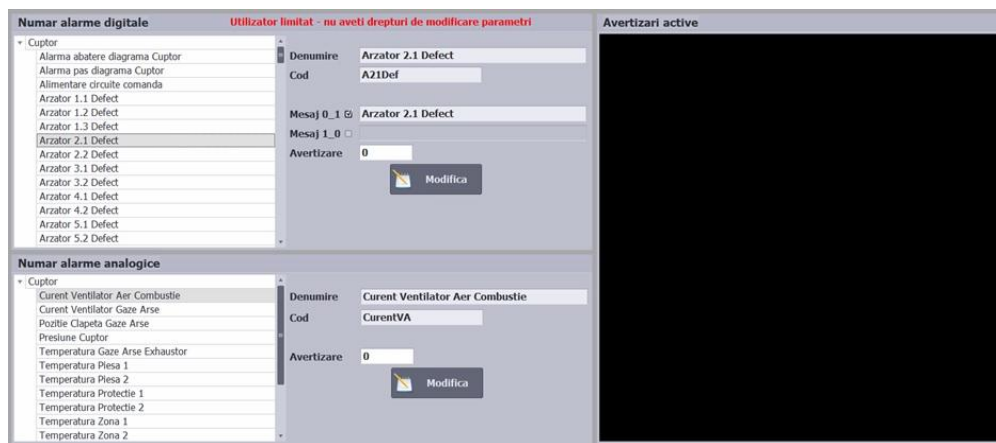 Numar alarme digitale
Utilizator limitat - nu aveti drepturi de modificare parametri
Cuptor
Alarma abatere diagrama Cuptor
Alarma pas diagrama Cuptor
Alimentare circuite comanda
Arzator 1.1 Defect
Arzator 1.2 Defect
Arzator 1.3 Defect
Arzator 2.1 Defect
Arzator 2.2 Defect
Arzator 3.1 Defect
Arzator 3.2 Defect
Arzator 4.1 Defect
Arzator 4.2 Defect
Arzator 5.1 Defect
Arzator 5.2 Defect
Denumire Arzator 2.1 Defect
Cod A21Def
Mesaj 0_1 Arzator 2.1 Defect
Mesaj 1_0
Avertizare 0
Modifica
Numar alarme analogice
Cuptor
Curent Ventilator Aer Combustie
Curent Ventilator Gaze Arse
Pozitie Clapeta Gaze Arse
Presiune Cuptor
Temperatura Gaze Arse Exhaustor
Temperatura Piesa 1
Temperatura Piesa 2
Temperatura Protectie 1
Temperatura Protectie 2
Temperatura Zona 1
Temperatura Zona 2
Denumire Curent Ventilator Aer Combustie
Cod CurentVA
Avertizare 0
Modifica
Avertizari active